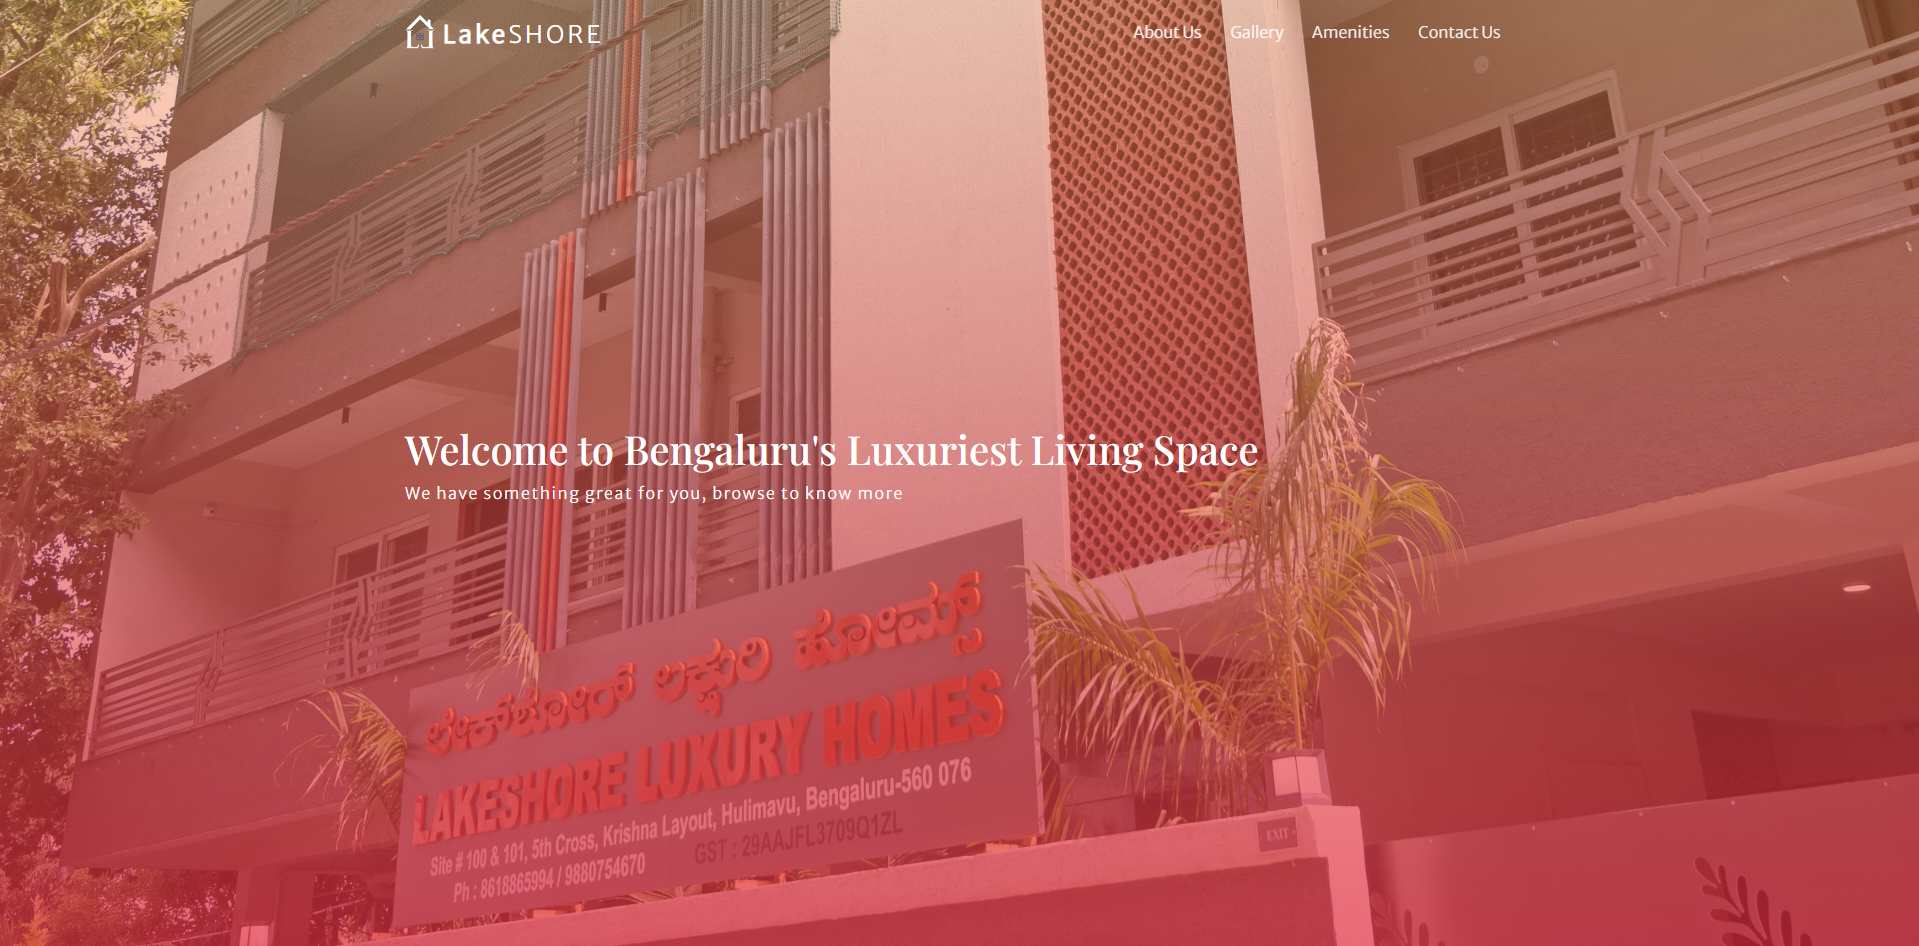 LakeSHORE
About Us Gallery Amenities Contact Us
Welcome to Bengaluru's Luxuriest Living Space
We have something great for you, browse to know more
ಲೇಕ್‌ಶೋರ್ ಲಕ್ಷುರಿ ಹೋಮ್ಸ್
LAKESHORE LUXURY HOMES
Site # 100 & 101, 5th Cross, Krishna Layout, Hulimavu, Bengaluru-560 076
Ph : 8618865994 / 9880754670 GST : 29AAJFL3709Q1ZL
EXIT